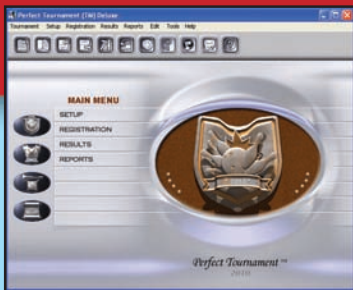 Perfect Tournament (TM) Deluxe
Tournament Setup Registration Results Reports Edit Tools Help
MAIN MENU
SETUP
REGISTRATION
RESULTS
REPORTS
Perfect Tournament ™
2010